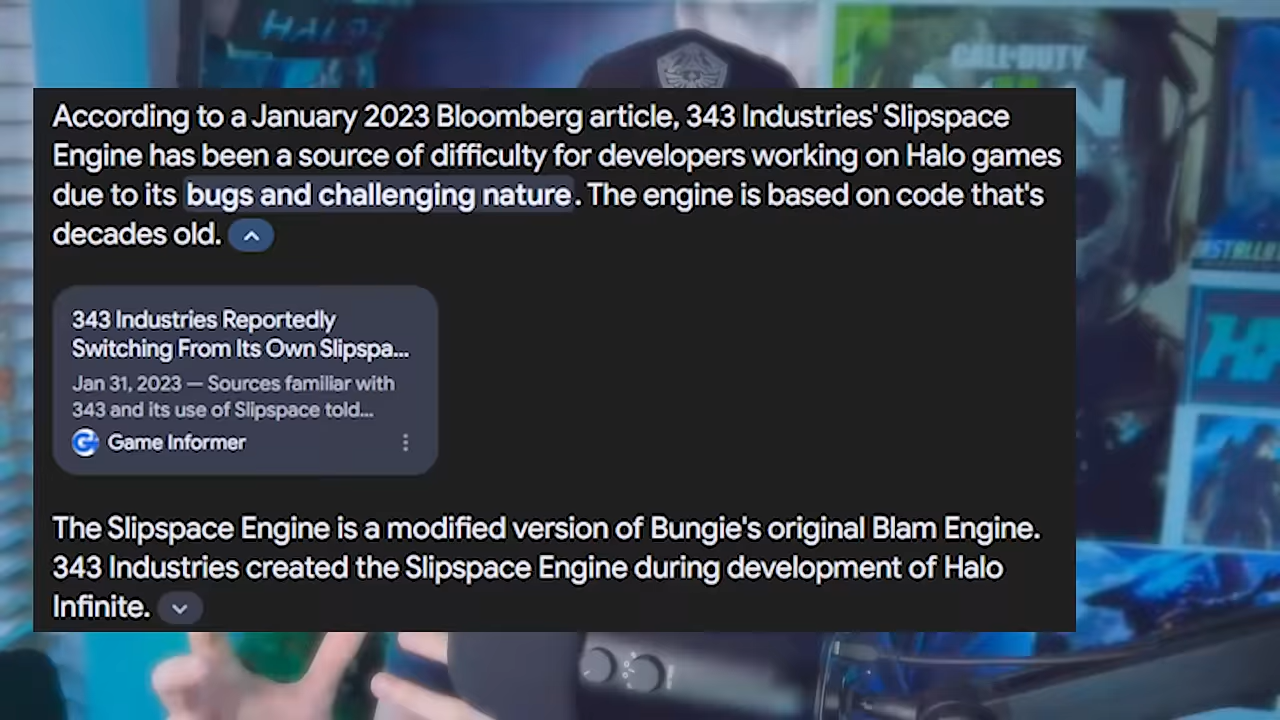 HALO
CALL·DUTY
According to a January 2023 Bloomberg article, 343 Industries' Slipspace
Engine has been a source of difficulty for developers working on Halo games
due to its bugs and challenging nature. The engine is based on code that's
decades old.
343 Industries Reportedly
Switching From Its Own Slipspa...
Jan 31, 2023 — Sources familiar with
343 and its use of Slipspace told...
Game Informer
The Slipspace Engine is a modified version of Bungie's original Blam Engine.
343 Industries created the Slipspace Engine during development of Halo
Infinite.